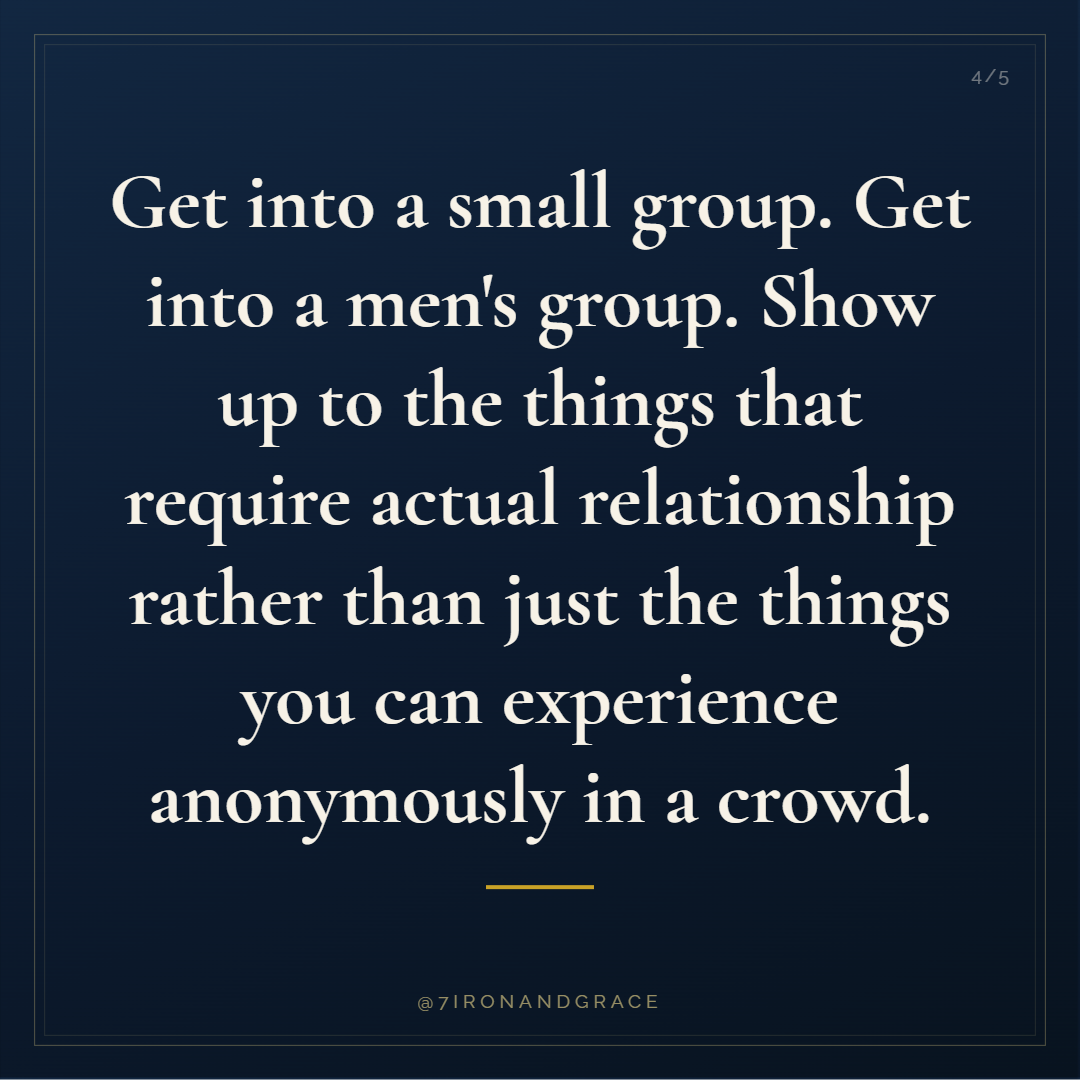 4/5
Get into a small group. Get
into a men's group. Show
up to the things that
require actual relationship
rather than just the things
you can experience
anonymously in a crowd.
@7IRONANDGRACE